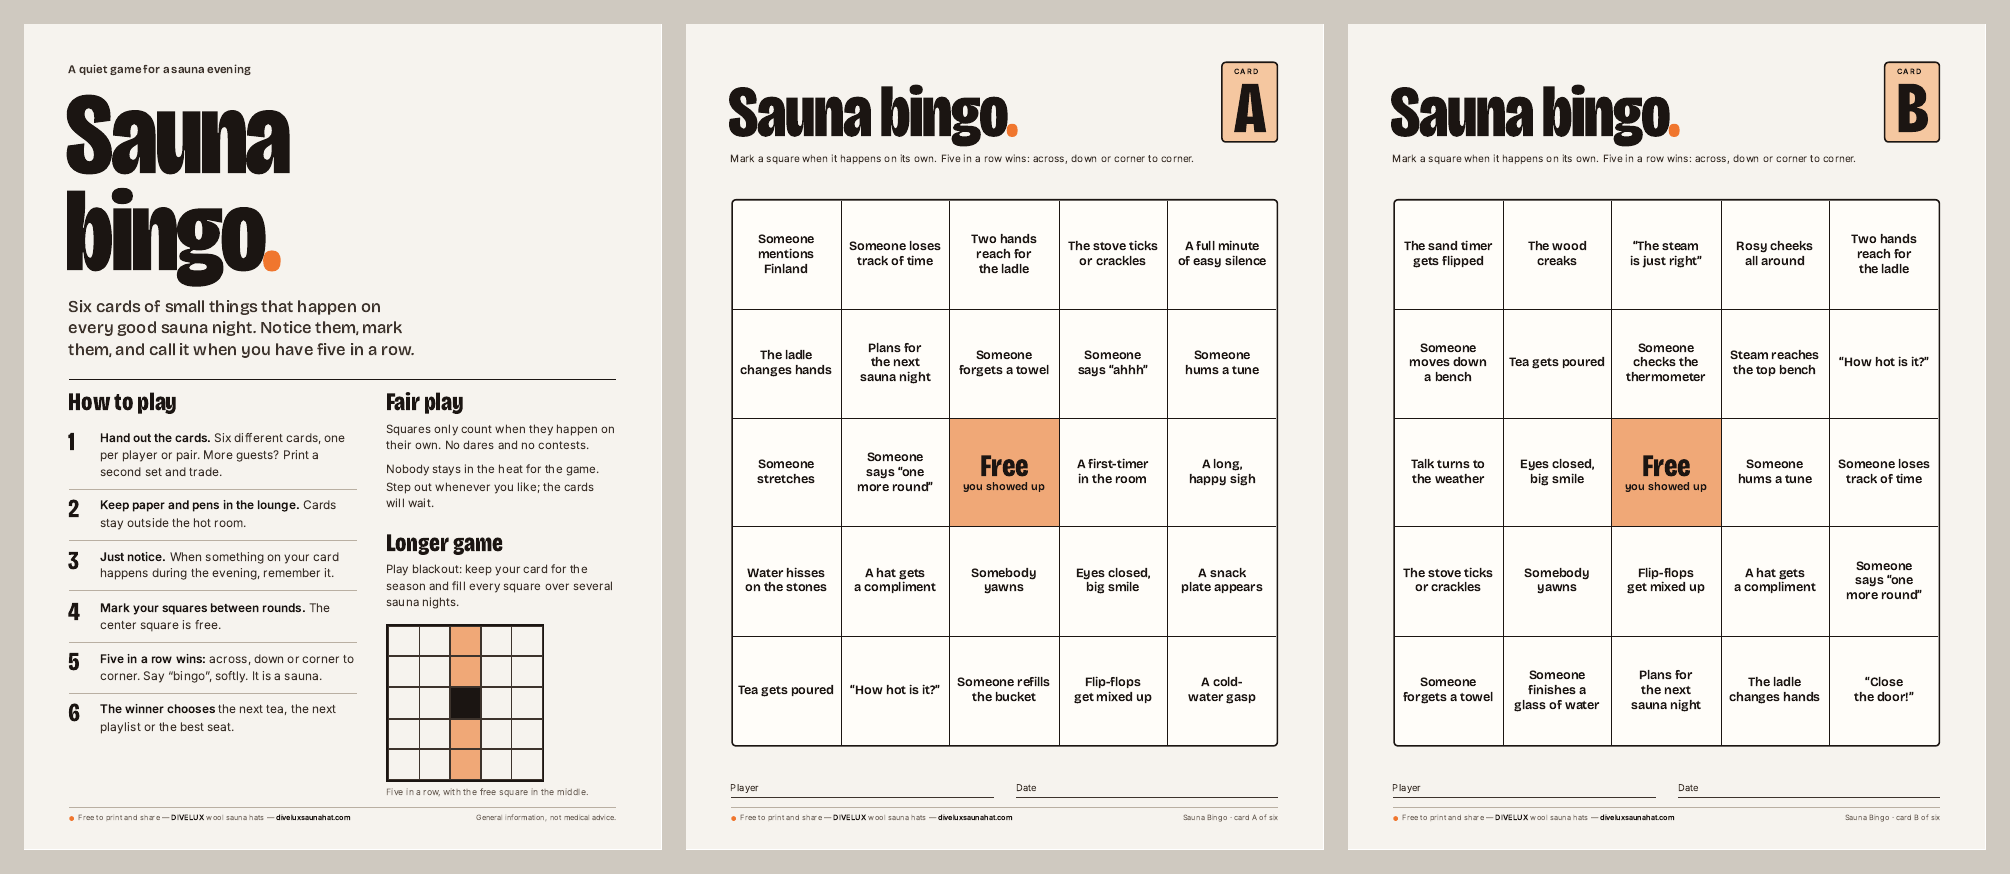 A quiet game for a sauna evening
Sauna
bingo.
Six cards of small things that happen on
every good sauna night. Notice them, mark
them, and call it when you have five in a row.
How to play
1
Hand out the cards. Six different cards, one
per player or pair. More guests? Print a
second set and trade.
2
Keep paper and pens in the lounge. Cards
stay outside the hot room.
3
Just notice. When something on your card
happens during the evening, remember it.
4
Mark your squares between rounds. The
center square is free.
5
Five in a row wins: across, down or corner to
corner. Say “bingo”, softly. It is a sauna.
6
The winner chooses the next tea, the next
playlist or the best seat.
Fair play
Squares only count when they happen on
their own. No dares and no contests.
Nobody stays in the heat for the game.
Step out whenever you like; the cards
will wait.
Longer game
Play blackout: keep your card for the
season and fill every square over several
sauna nights.
Five in a row, with the free square in the middle.
Free to print and share — DIVELUX wool sauna hats — diveluxsaunahat.com
General information, not medical advice.
Sauna bingo.
CARD
A
Mark a square when it happens on its own. Five in a row wins: across, down or corner to corner.
Someone
mentions
Finland
Someone loses
track of time
Two hands
reach for
the ladle
The stove ticks
or crackles
A full minute
of easy silence
The ladle
changes hands
Plans for
the next
sauna night
Someone
forgets a towel
Someone
says “ahhh”
Someone
hums a tune
Someone
stretches
Someone
says “one
more round”
Free
you showed up
A first-timer
in the room
A long,
happy sigh
Water hisses
on the stones
A hat gets
a compliment
Somebody
yawns
Eyes closed,
big smile
A snack
plate appears
Tea gets poured
“How hot is it?”
Someone refills
the bucket
Flip-flops
get mixed up
A cold-
water gasp
Player
Date
Free to print and share — DIVELUX wool sauna hats — diveluxsaunahat.com
Sauna Bingo · card A of six
Sauna bingo.
CARD
B
Mark a square when it happens on its own. Five in a row wins: across, down or corner to corner.
The sand timer
gets flipped
The wood
creaks
“The steam
is just right”
Rosy cheeks
all around
Two hands
reach for
the ladle
Someone
moves down
a bench
Tea gets poured
Someone
checks the
thermometer
Steam reaches
the top bench
“How hot is it?”
Talk turns to
the weather
Eyes closed,
big smile
Free
you showed up
Someone
hums a tune
Someone loses
track of time
The stove ticks
or crackles
Somebody
yawns
Flip-flops
get mixed up
A hat gets
a compliment
Someone
says “one
more round”
Someone
forgets a towel
Someone
finishes a
glass of water
Plans for
the next
sauna night
The ladle
changes hands
“Close
the door!”
Player
Date
Free to print and share — DIVELUX wool sauna hats — diveluxsaunahat.com
Sauna Bingo · card B of six